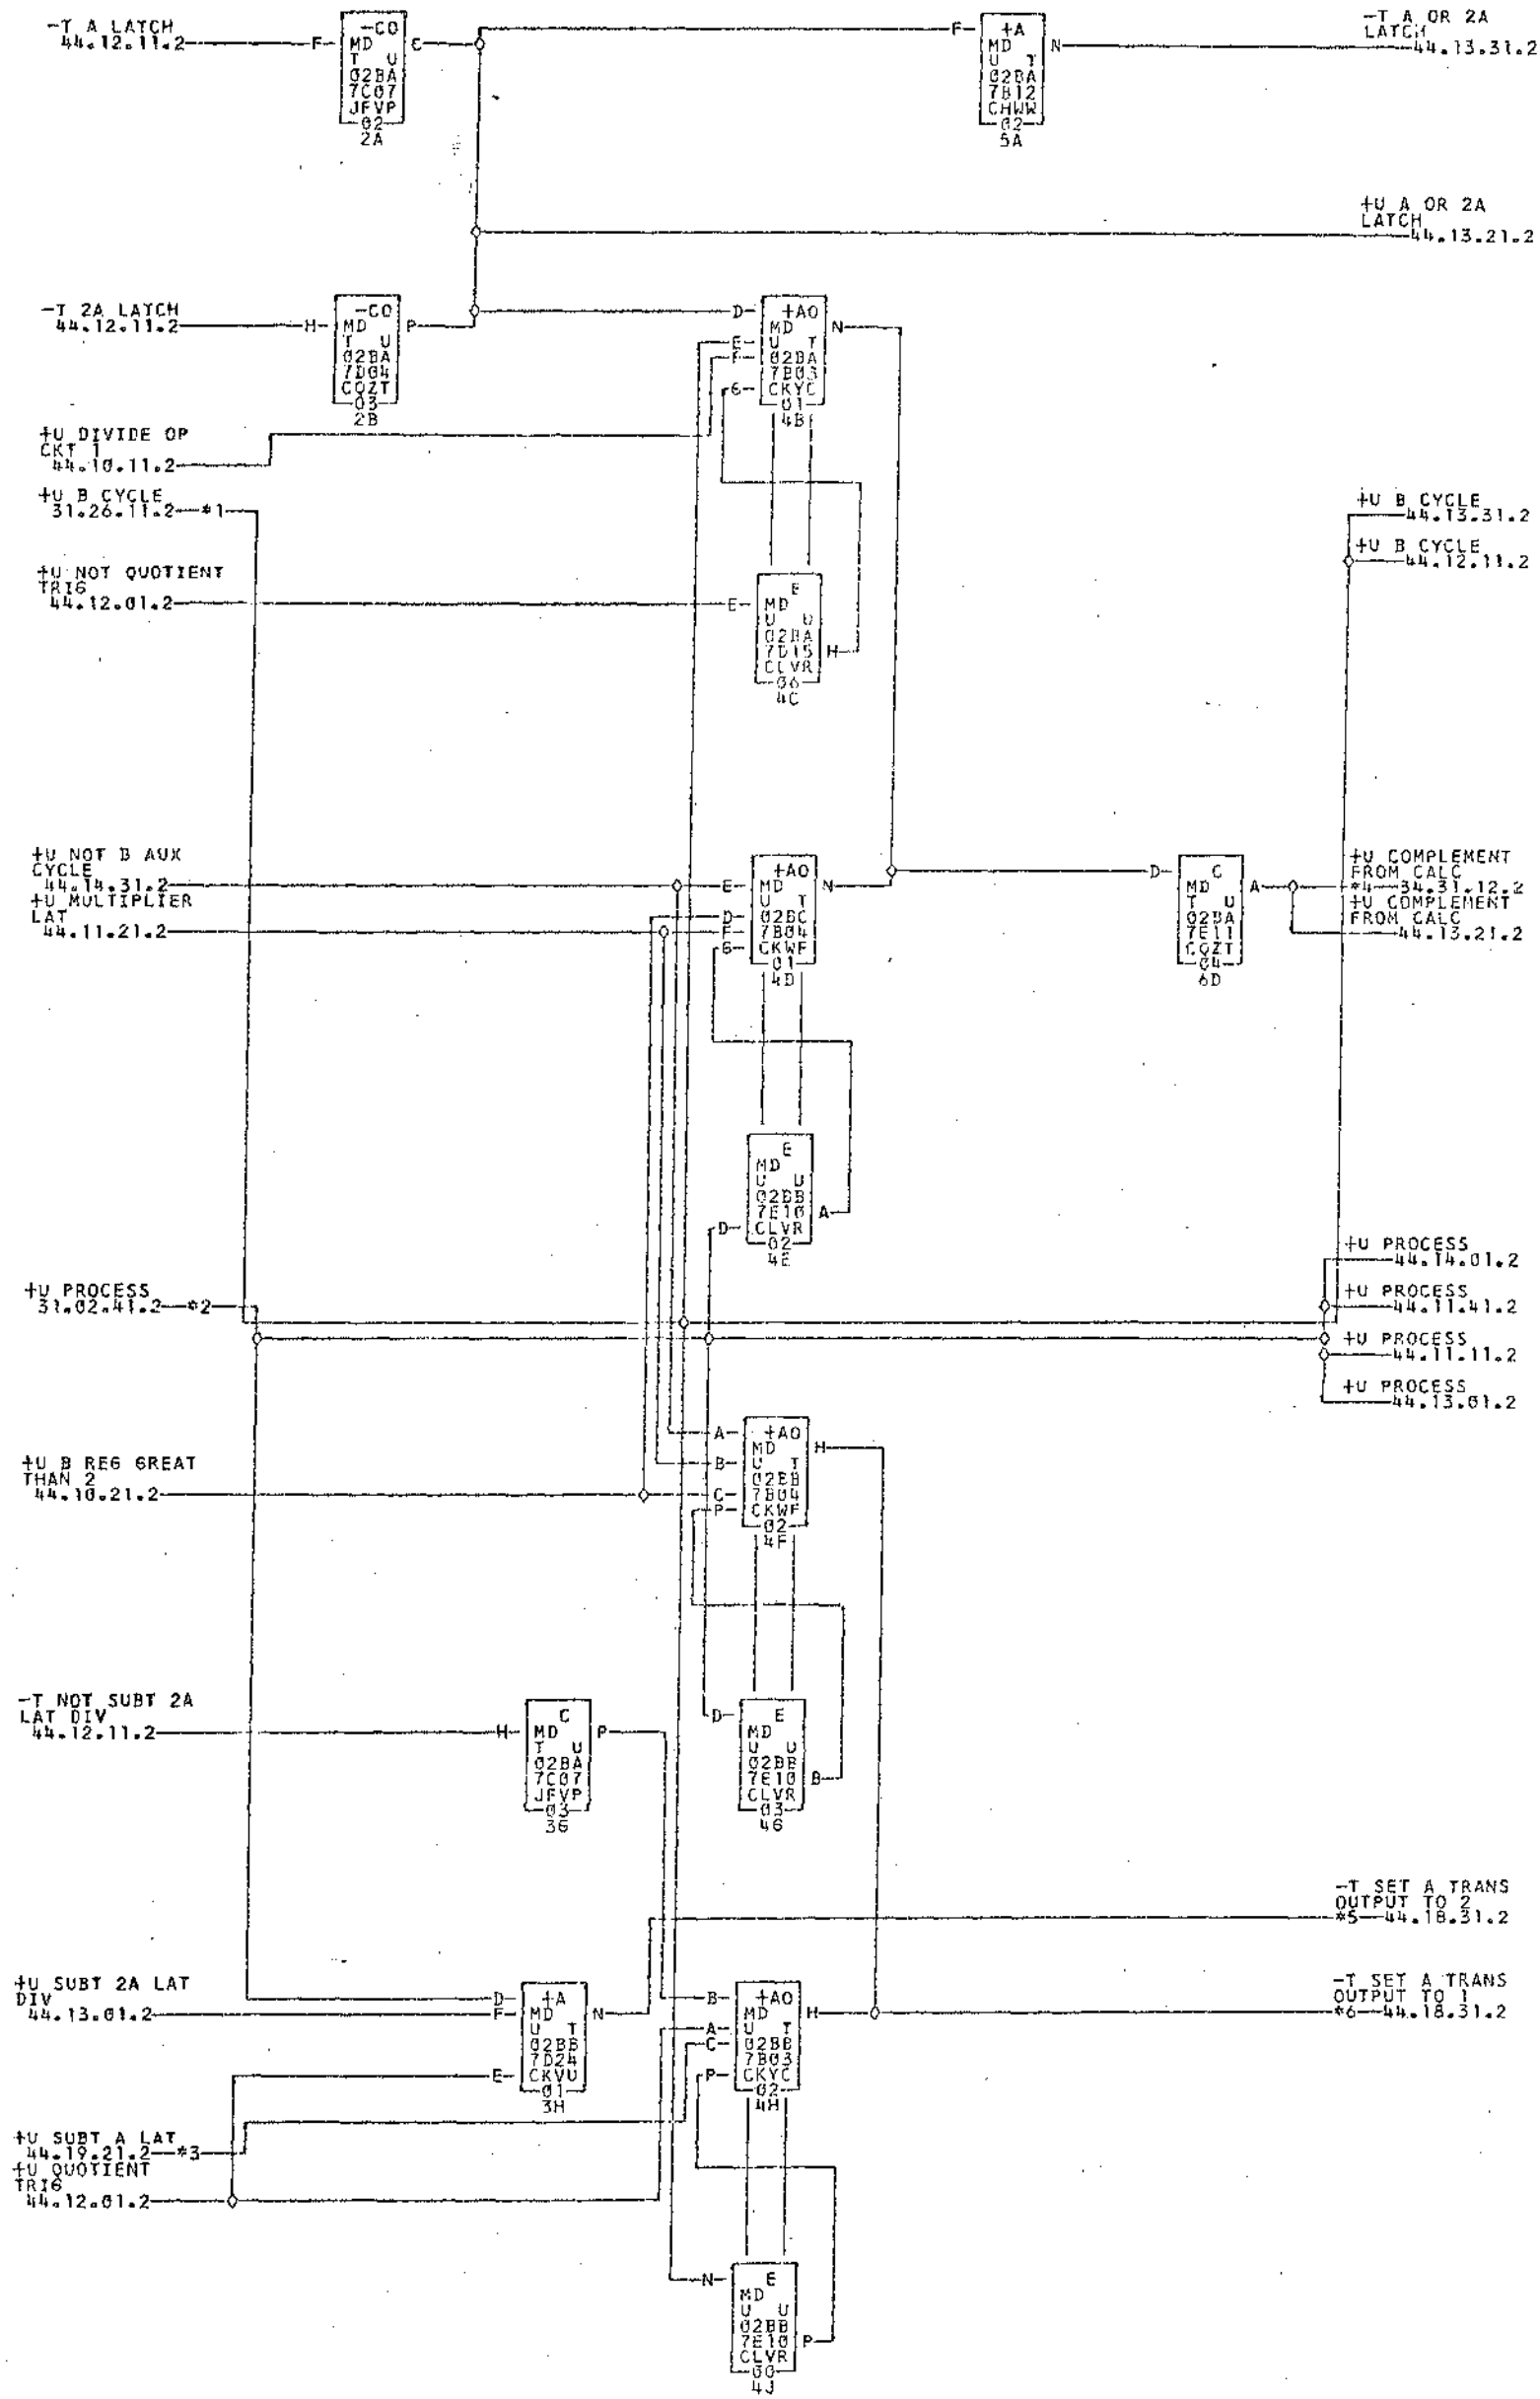 -T A LATCH
44.12.11.2
F
-CO
MD
T U
02BA
7C07
JFVP
02
2A
C
F
+A
MD
U T
02BA
7B12
CHWW
02
5A
N
-T A OR 2A
LATCH
44.13.31.2
+U A OR 2A
LATCH
44.13.21.2
-T 2A LATCH
44.12.11.2
H
-CO
MD
T U
02BA
7D04
CQZT
03
2B
P
D
E
F
G
+AO
MD
U T
02BA
7B03
CKYC
01
4B
N
+U DIVIDE OP
CKT 1
44.10.11.2
+U B CYCLE
31.26.11.2 *1
+U B CYCLE
44.13.31.2
+U B CYCLE
44.12.11.2
+U NOT QUOTIENT
TRIG
44.12.01.2
E
E
MD
U U
02BA
7D15
CLVR
06
4C
H
+U NOT B AUX
CYCLE
44.14.31.2
+U MULTIPLIER
LAT
44.11.21.2
E
D
F
G
+AO
MD
U T
02BC
7B04
CKWF
01
4D
N
D
C
MD
T U
02BA
7E11
CQZT
04
6D
A
+U COMPLEMENT
FROM CALC
*4 34.31.12.2
+U COMPLEMENT
FROM CALC
44.13.21.2
D
E
MD
U U
02BB
7E10
CLVR
02
4E
A
+U PROCESS
31.02.41.2 *2
+U PROCESS
44.14.01.2
+U PROCESS
44.11.41.2
+U PROCESS
44.11.11.2
+U PROCESS
44.13.01.2
+U B REG GREAT
THAN 2
44.10.21.2
A
B
C
P
+AO
MD
U T
02BB
7B04
CKWF
02
4F
H
-T NOT SUBT 2A
LAT DIV
44.12.11.2
H
C
MD
T U
02BA
7C07
JFVP
03
3G
P
D
E
MD
U U
02BB
7E10
CLVR
03
4G
B
-T SET A TRANS
OUTPUT TO 2
*5 44.18.31.2
+U SUBT 2A LAT
DIV
44.13.01.2
D
F
E
+A
MD
U T
02BB
7D24
CKVU
01
3H
N
B
A
C
P
+AO
MD
U T
02BB
7B03
CKYC
02
4H
H
-T SET A TRANS
OUTPUT TO 1
*6 44.18.31.2
+U SUBT A LAT
44.19.21.2 *3
+U QUOTIENT
TRIG
44.12.01.2
N
E
MD
U U
02BB
7E10
CLVR
00
4J
P